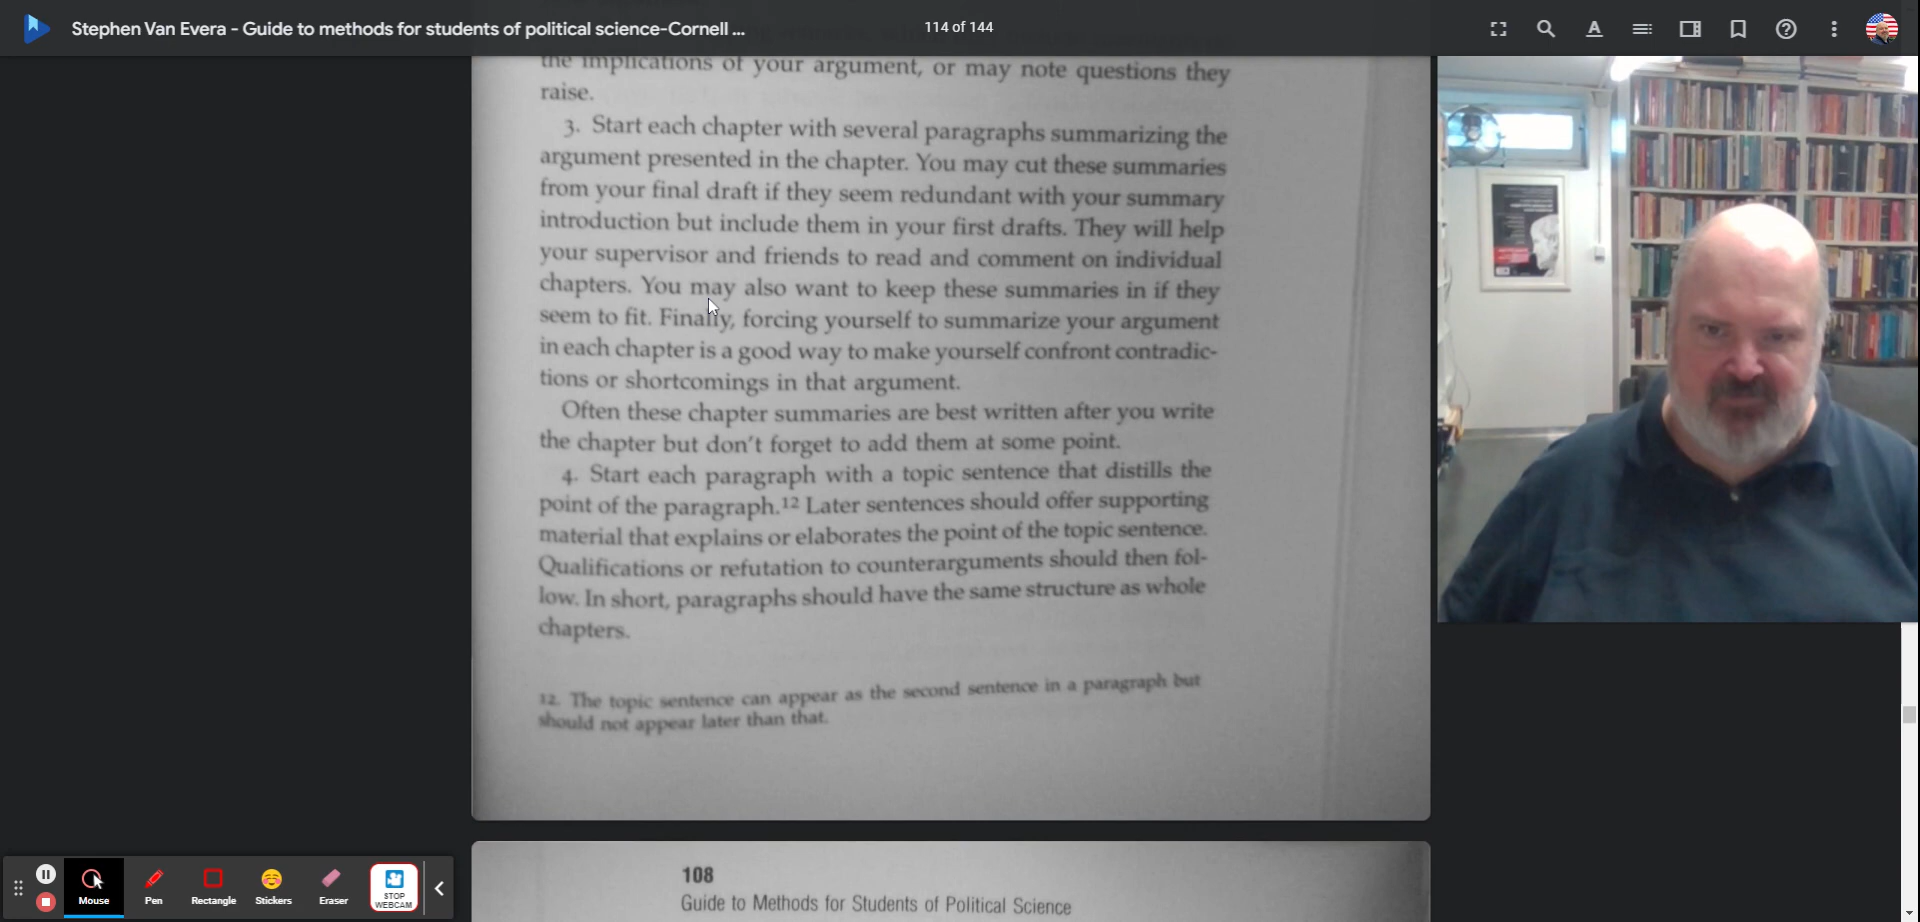 Stephen Van Evera - Guide to methods for students of political science-Cornell ...
114 of 144
the implications of your argument, or may note questions they
raise.
3. Start each chapter with several paragraphs summarizing the
argument presented in the chapter. You may cut these summaries
from your final draft if they seem redundant with your summary
introduction but include them in your first drafts. They will help
your supervisor and friends to read and comment on individual
chapters. You may also want to keep these summaries in if they
seem to fit. Finally, forcing yourself to summarize your argument
in each chapter is a good way to make yourself confront contradic-
tions or shortcomings in that argument.
Often these chapter summaries are best written after you write
the chapter but don't forget to add them at some point.
4. Start each paragraph with a topic sentence that distills the
point of the paragraph.12 Later sentences should offer supporting
material that explains or elaborates the point of the topic sentence.
Qualifications or refutation to counterarguments should then fol-
low. In short, paragraphs should have the same structure as whole
chapters.
12. The topic sentence can appear as the second sentence in a paragraph but
should not appear later than that.
108
Guide to Methods for Students of Political Science
Mouse
Pen
Rectangle
Stickers
Eraser
STOP
WEBCAM